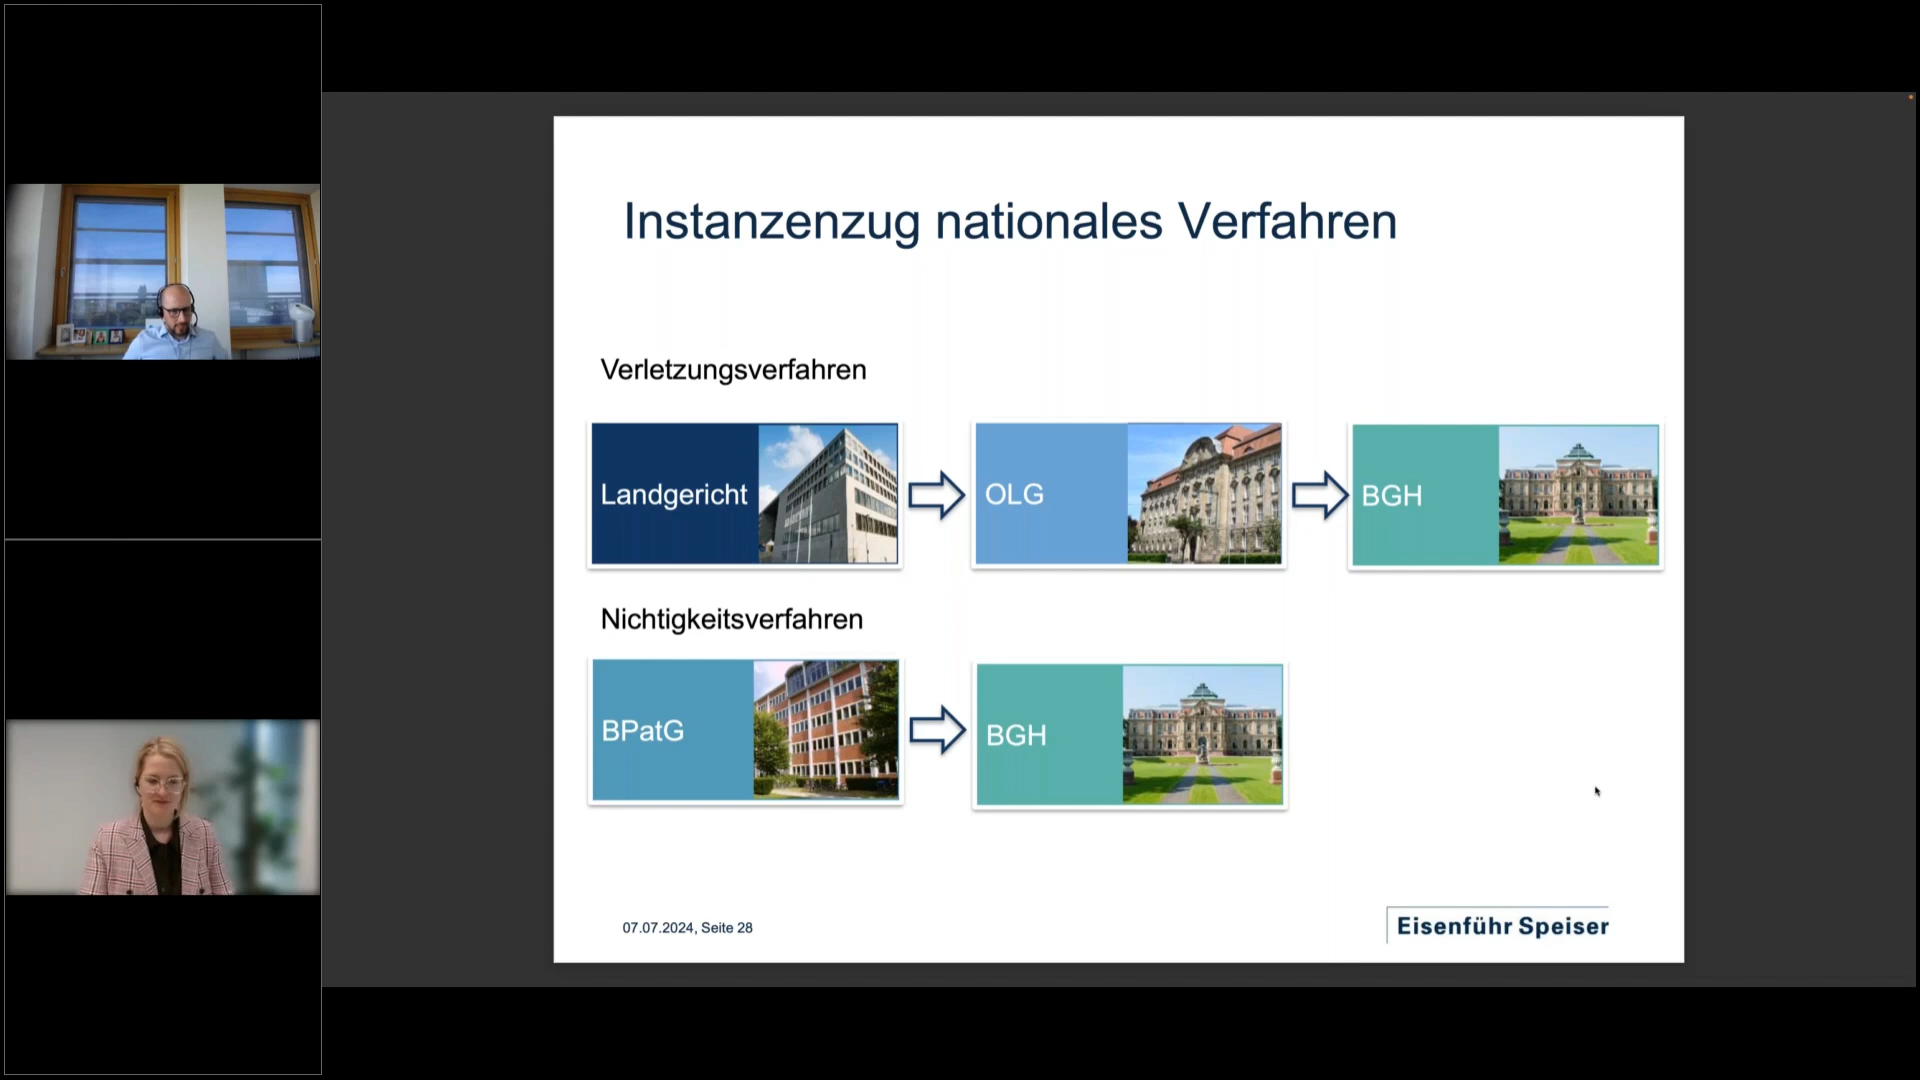 Instanzenzug nationales Verfahren
Verletzungsverfahren
Landgericht
OLG
BGH
Nichtigkeitsverfahren
BPatG
BGH
07.07.2024, Seite 28
Eisenführ Speiser